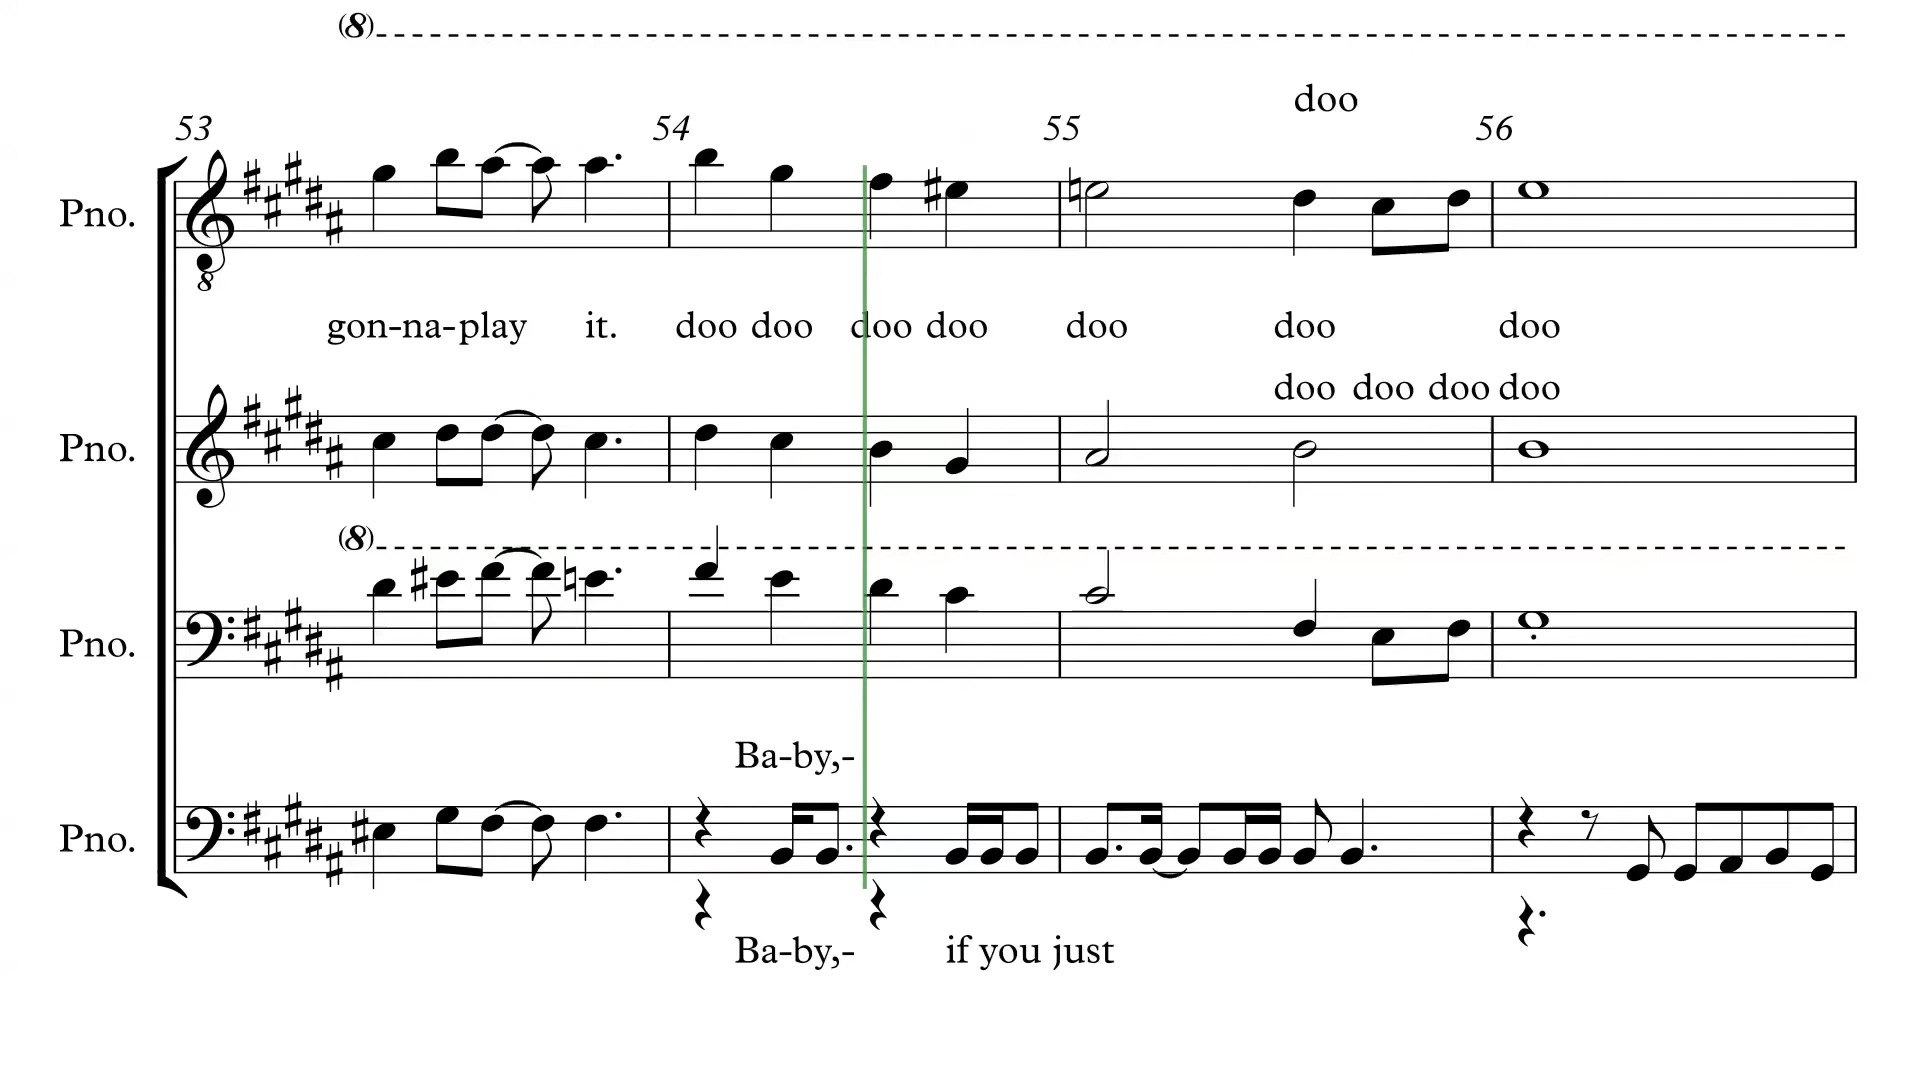 (8)
doo
53 54 55 56
Pno.
8
gon-na-play it. doo doo doo doo doo doo doo
doo doo doo doo
Pno.
(8)
Pno.
Ba-by,-
Pno.
Ba-by,- if you just